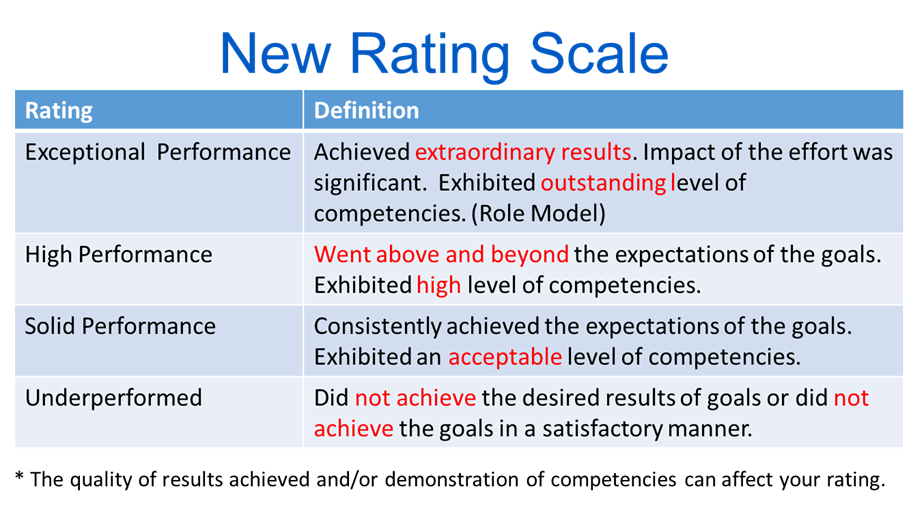 New Rating Scale
Rating Definition
Exceptional Performance Achieved extraordinary results. Impact of the effort was
significant. Exhibited outstanding level of
competencies. (Role Model)
High Performance Went above and beyond the expectations of the goals.
Exhibited high level of competencies.
Solid Performance Consistently achieved the expectations of the goals.
Exhibited an acceptable level of competencies.
Underperformed Did not achieve the desired results of goals or did not
achieve the goals in a satisfactory manner.
* The quality of results achieved and/or demonstration of competencies can affect your rating.